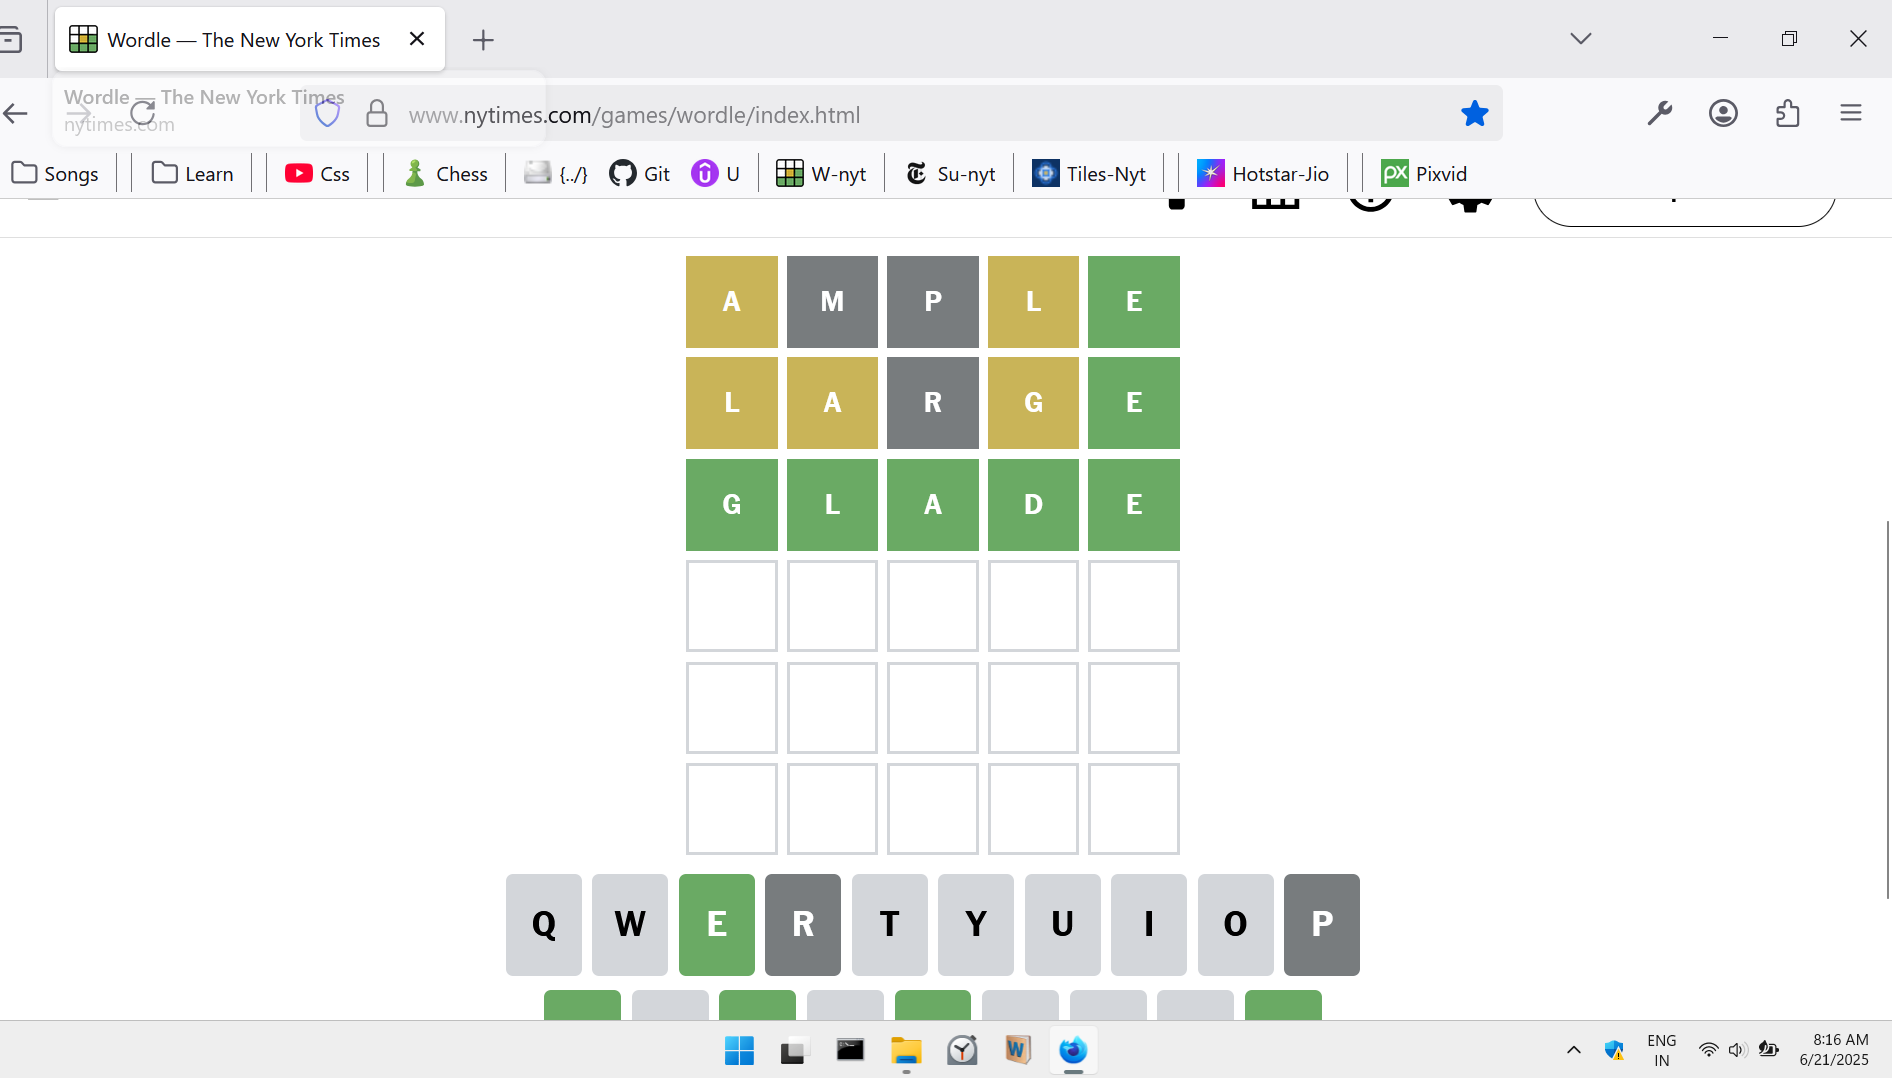 Wordle — The New York Times
Wordle — The New York Times
nytimes.com
www.nytimes.com/games/wordle/index.html
Songs Learn Css Chess {../} Git U W-nyt Su-nyt Tiles-Nyt Hotstar-Jio px Pixvid
A M P L E
L A R G E
G L A D E
Q W E R T Y U I O P
W
ENG 8:16 AM
IN 6/21/2025